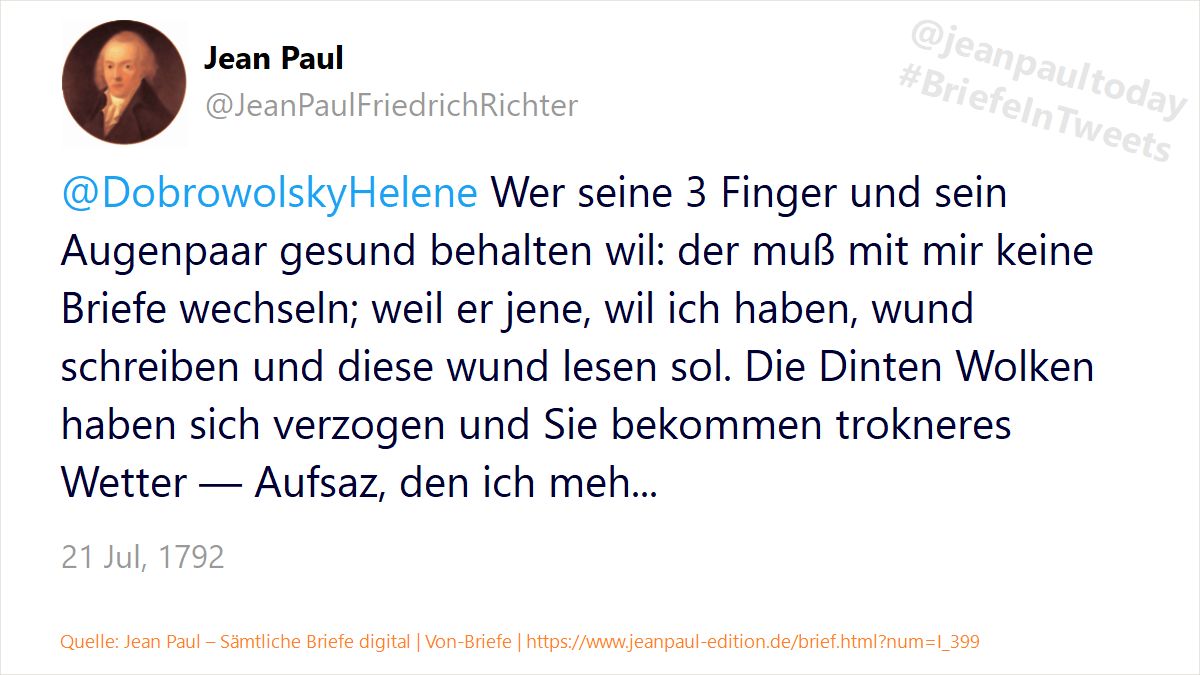 Jean Paul
@JeanPaulFriedrichRichter
@jeanpaultoday
#BriefeInTweets
@DobrowolskyHelene Wer seine 3 Finger und sein
Augenpaar gesund behalten wil: der muß mit mir keine
Briefe wechseln; weil er jene, wil ich haben, wund
schreiben und diese wund lesen sol. Die Dinten Wolken
haben sich verzogen und Sie bekommen trokneres
Wetter — Aufsaz, den ich meh...
21 Jul, 1792
Quelle: Jean Paul – Sämtliche Briefe digital | Von-Briefe | https://www.jeanpaul-edition.de/brief.html?num=I_399